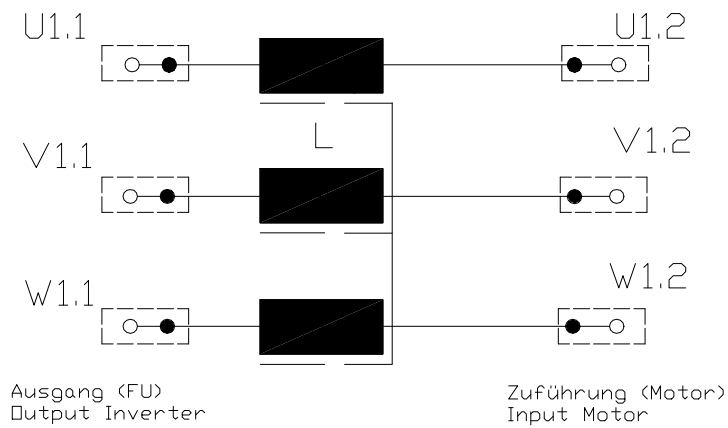 U1.1
U1.2
L
V1.1
V1.2
W1.1
W1.2
Ausgang (FU)
Output Inverter
Zuführung (Motor)
Input Motor